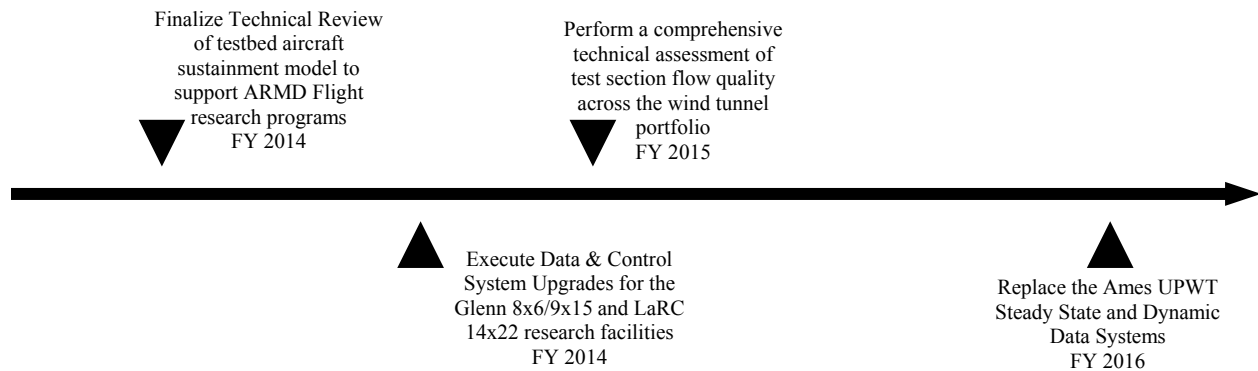 Finalize Technical Review
of testbed aircraft
sustainment model to
support ARMD Flight
research programs
FY 2014
Perform a comprehensive
technical assessment of
test section flow quality
across the wind tunnel
portfolio
FY 2015
Execute Data & Control
System Upgrades for the
Glenn 8x6/9x15 and LaRC
14x22 research facilities
FY 2014
Replace the Ames UPWT
Steady State and Dynamic
Data Systems
FY 2016